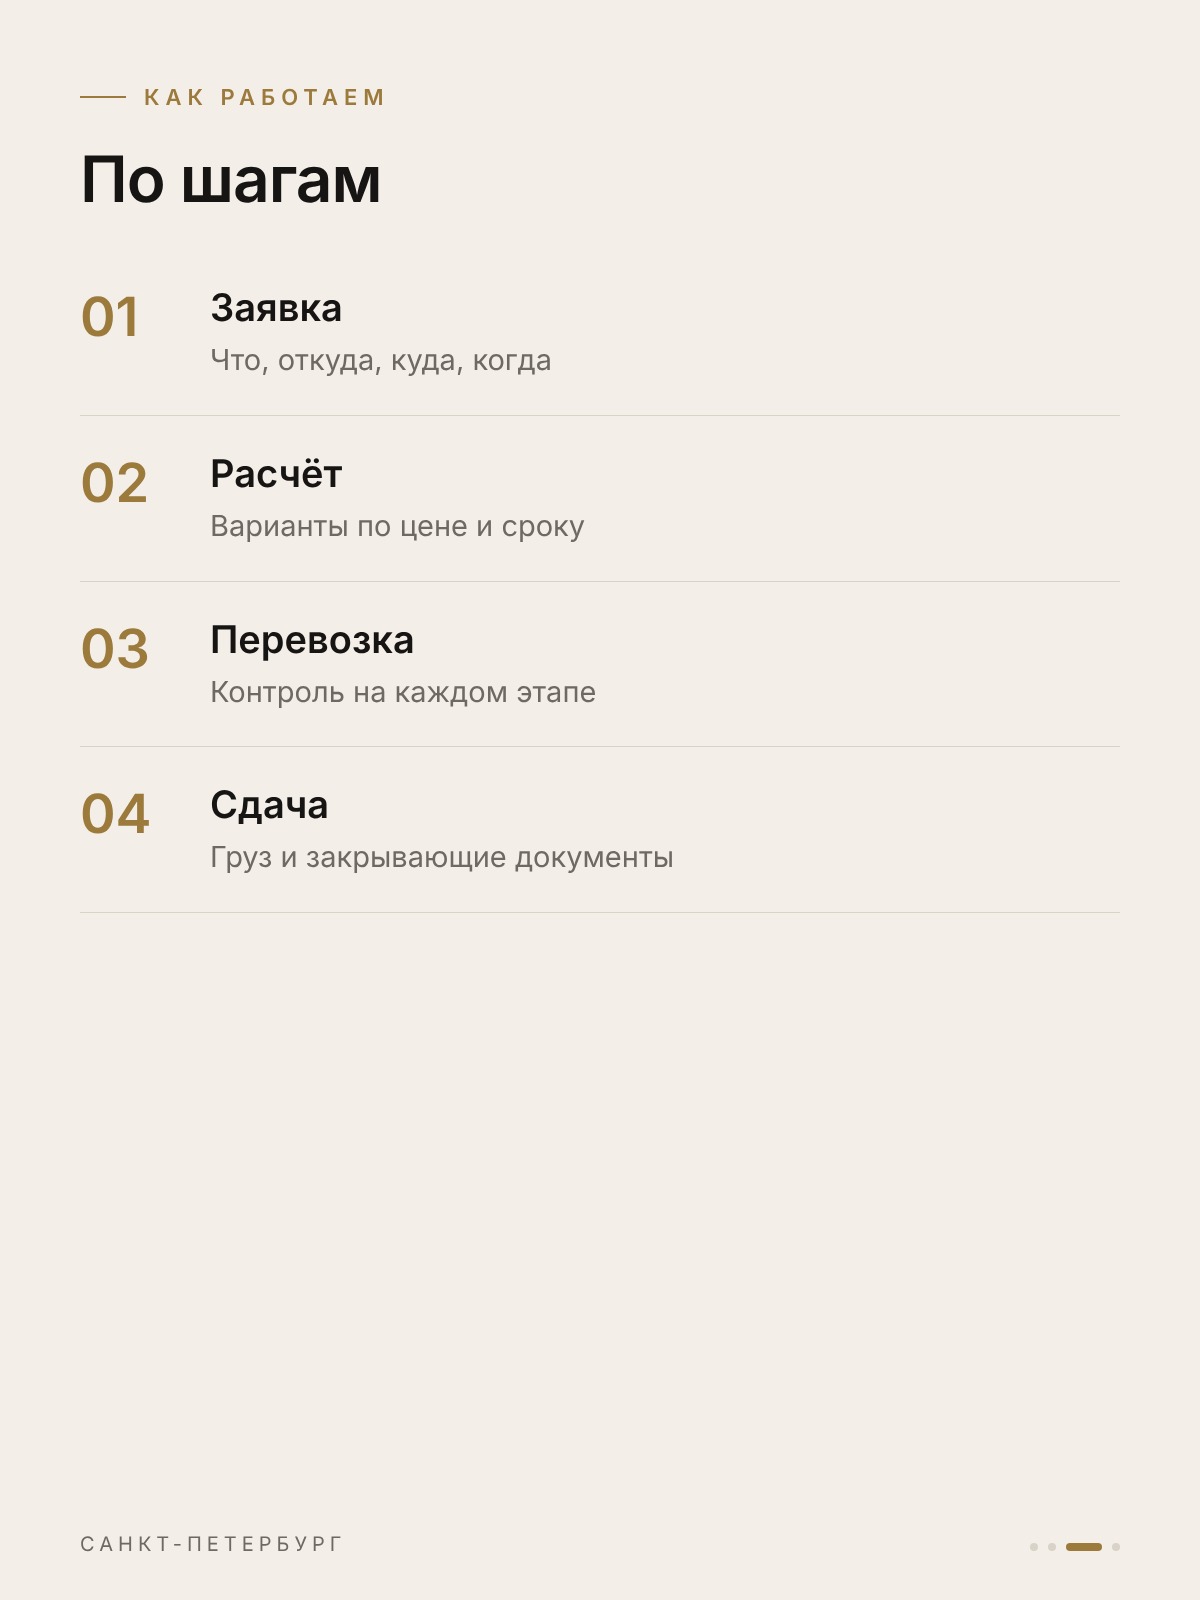 КАК РАБОТАЕМ
По шагам
01
Заявка
Что, откуда, куда, когда
02
Расчёт
Варианты по цене и сроку
03
Перевозка
Контроль на каждом этапе
04
Сдача
Груз и закрывающие документы
САНКТ-ПЕТЕРБУРГ